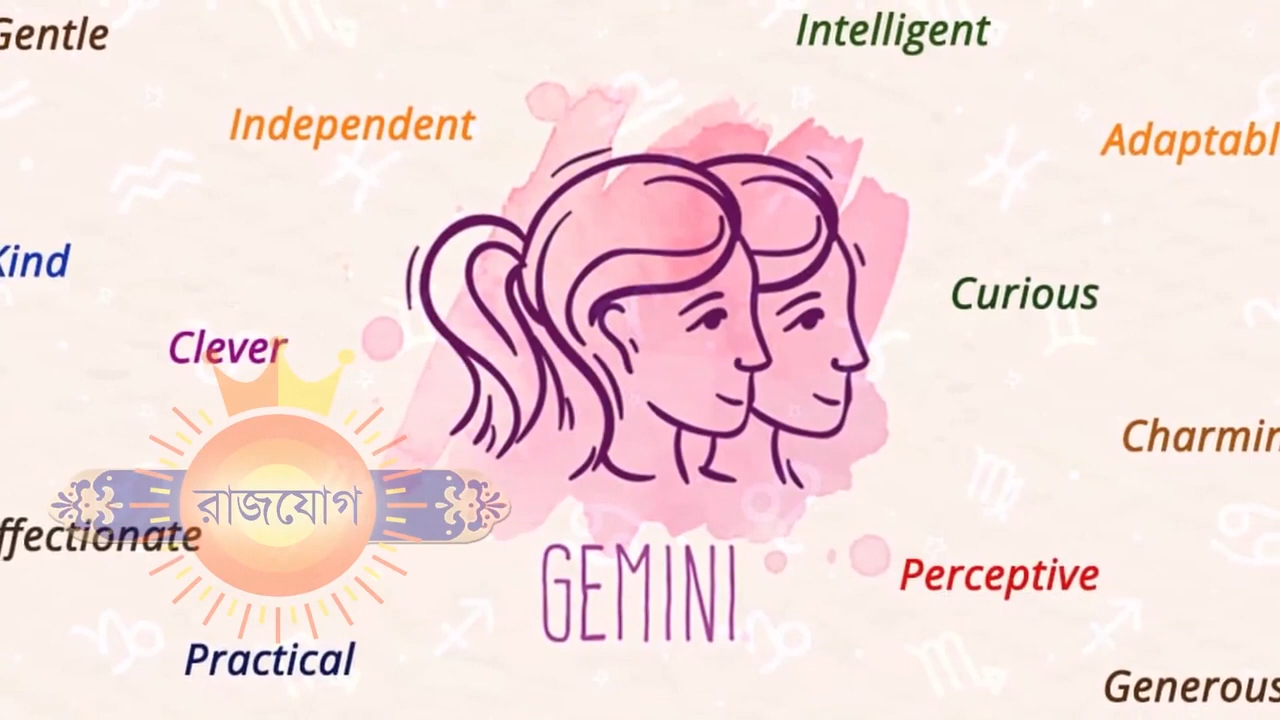 Gentle
Intelligent
Independent
Adaptabl
Kind
Curious
Clever
Charmin
রাজযোগ
ffectionate
GEMINI
Perceptive
Practical
Generous